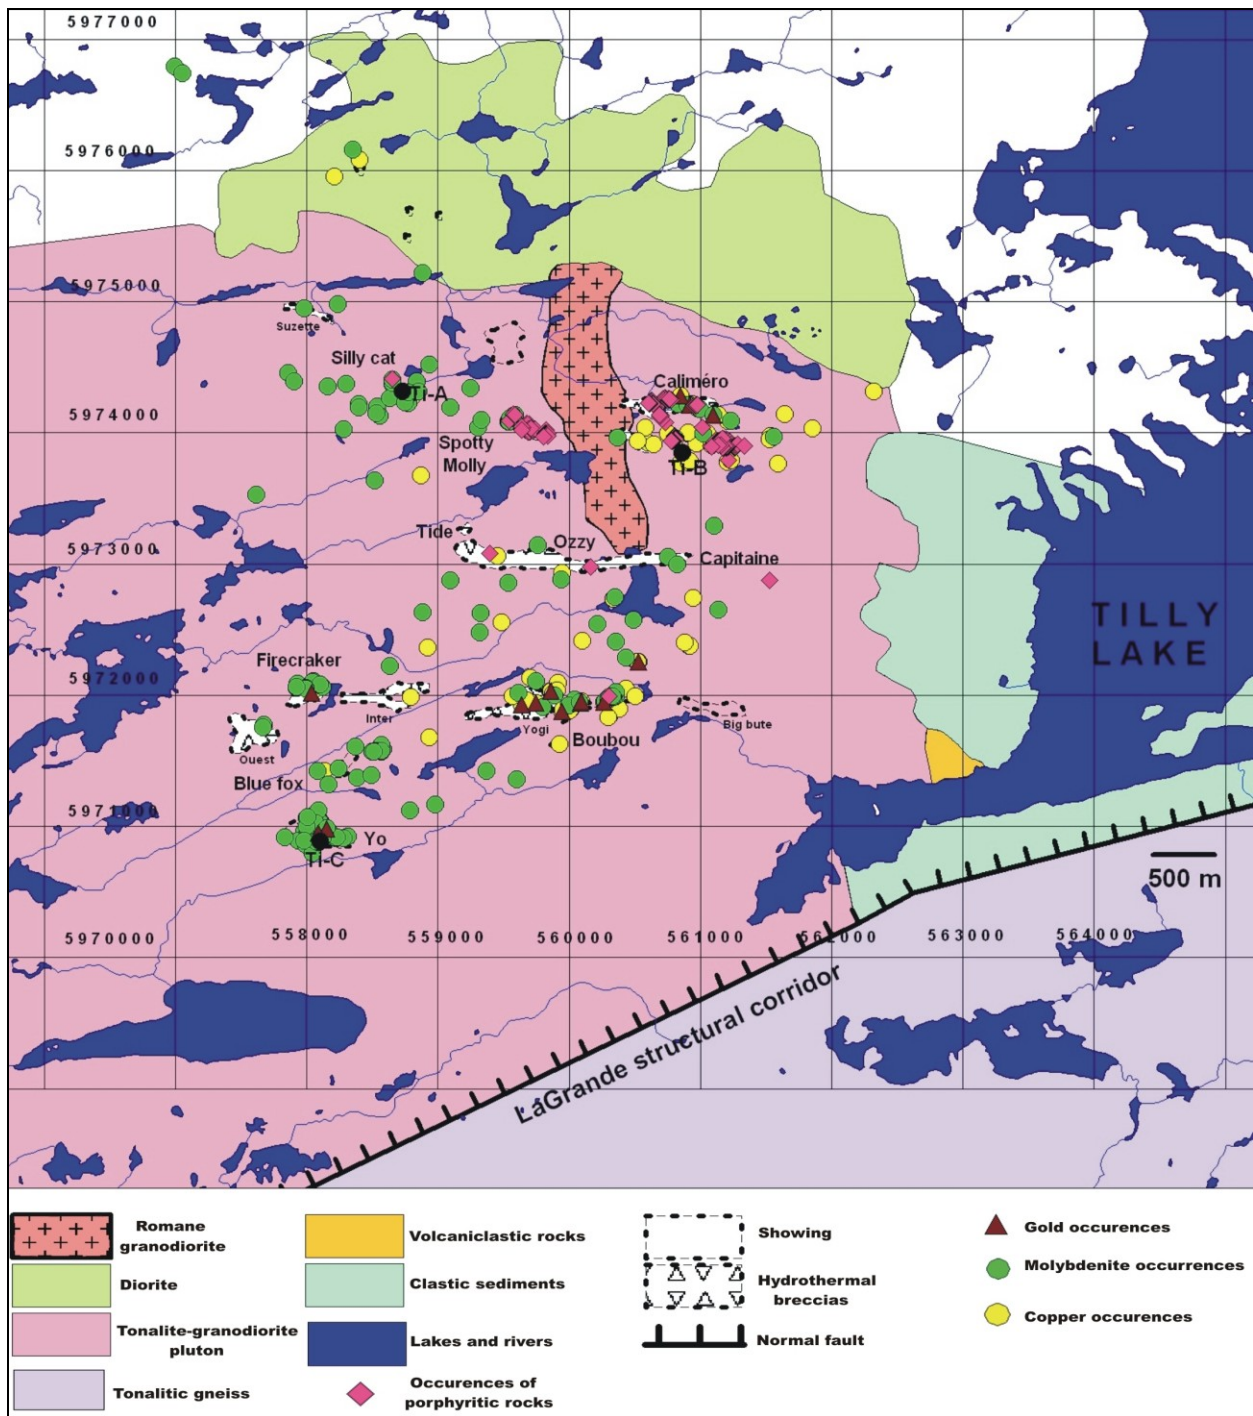 5977000
5976000
5975000
Suzette
Silly cat
Ti-A
Caliméro
5974000
Spotty
Molly
Ti-B
Tide
Ozzy
5973000
Capitaine
TILLY
LAKE
Firecraker
5972000
Inter
Yogi
Big bute
Boubou
Ouest
Blue fox
5971000
Yo
Ti-C
500 m
5970000
558000
559000
560000
561000
562000
563000
564000
LaGrande structural corridor
Romane
granodiorite
Volcaniclastic rocks
Showing
Gold occurences
Diorite
Clastic sediments
Hydrothermal
breccias
Molybdenite occurrences
Tonalite-granodiorite
pluton
Lakes and rivers
Normal fault
Copper occurences
Tonalitic gneiss
Occurences of
porphyritic rocks